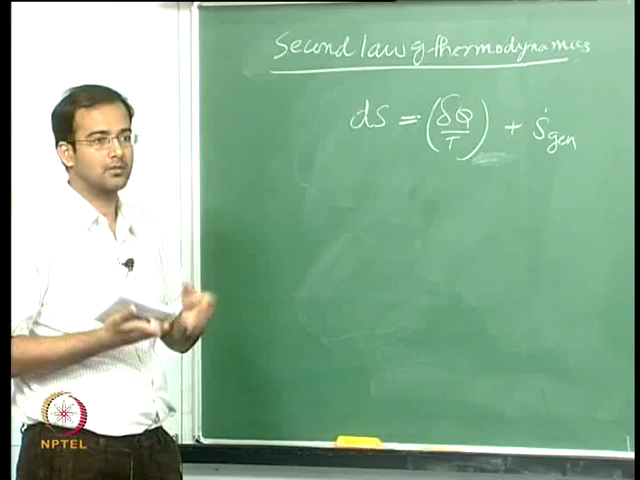 Second law of thermodynamics
dS = (δQ/T) + Ṡgen
NPTEL